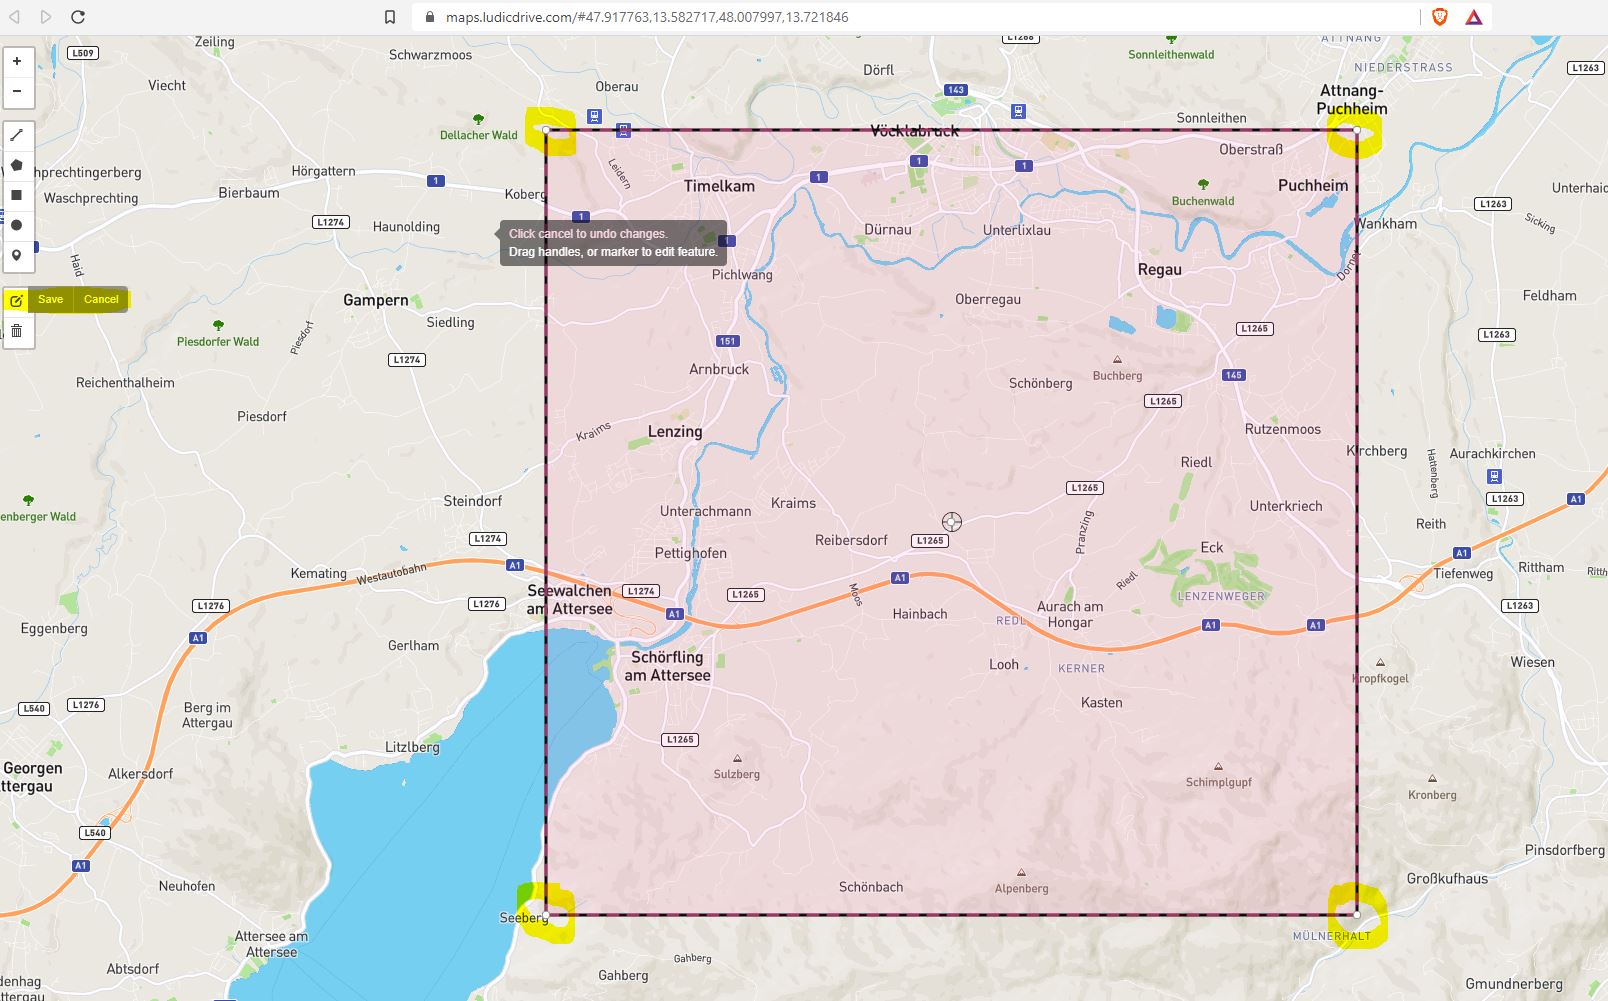 maps.ludicdrive.com/#47.917763,13.582717,48.007997,13.721846
ATTNANG
Zeiling
L509
Schwarzmoos
Sonnleithenwald
NIEDERSTRASS
L1263
Dörfl
Viecht
Oberau
143
Attnang-
Puchheim
Sonnleithen
Dellacher Wald
Vöcklabruck
Oberstraß
Hörgattern
1
Leidern
1
1
1
Timelkam
Puchheim
Unterhaid
Waschprechting
Bierbaum
Koberg
Buchenwald
L1263
L1274
Haunolding
1
Dürnau
Unterlixlau
Wankham
Sicking
Click cancel to undo changes.
Drag handles, or marker to edit feature.
1
Haid
Pichlwang
Regau
Dornet
Save
Cancel
Gampern
Oberregau
Feldham
Siedling
L1265
L1263
Piesdorfer Wald
Piesdorf
151
L1274
Arnbruck
Buchberg
145
Reichenthalheim
Schönberg
L1265
Piesdorf
Kraims
Lenzing
Rutzenmoos
Kirchberg
Hattenberg
Aurachkirchen
Riedl
Steindorf
Kraims
L1265
Unterkriech
L1263
A1
enberger Wald
Unterachmann
Reith
L1274
Reibersdorf
L1265
Pranzing
Eck
Pettighofen
A1
A1
Kemating
Westautobahn
A1
Riedl
Tiefenweg
Rittham
Seewalchen
am Attersee
L1274
L1265
Moos
LENZENWEGER
L1276
L1276
A1
Hainbach
REDL
Aurach am
Hongar
L1263
Eggenberg
A1
A1
A1
Gerlham
Schörfling
am Attersee
Looh
KERNER
Wiesen
Kropfkogel
L540
L1276
Berg im
Attergau
Kasten
Litzlberg
L1265
Georgen
ttergau
Alkersdorf
Sulzberg
Schimplgupf
Kronberg
L540
A1
Pinsdorfberg
Neuhofen
Schönbach
Alpenberg
Großkufhaus
Seeberg
Attersee am
Attersee
MÜLNERHALT
Abtsdorf
Gahberg
Gahberg
Gmundnerberg